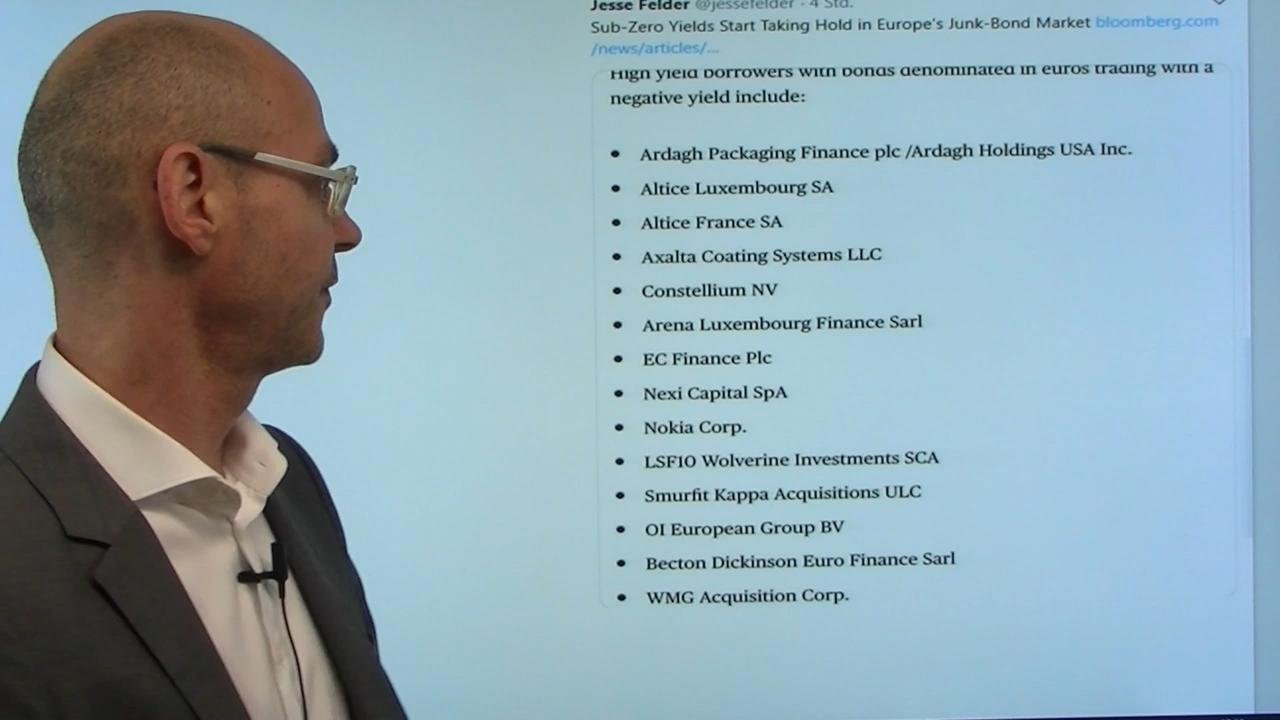 Jesse Felder @jessefelder · 4 Std.
Sub-Zero Yields Start Taking Hold in Europe's Junk-Bond Market bloomberg.com
/news/articles/...
High yield borrowers with bonds denominated in euros trading with a
negative yield include:
• Ardagh Packaging Finance plc /Ardagh Holdings USA Inc.
• Altice Luxembourg SA
• Altice France SA
• Axalta Coating Systems LLC
• Constellium NV
• Arena Luxembourg Finance Sarl
• EC Finance Plc
• Nexi Capital SpA
• Nokia Corp.
• LSF10 Wolverine Investments SCA
• Smurfit Kappa Acquisitions ULC
• OI European Group BV
• Becton Dickinson Euro Finance Sarl
• WMG Acquisition Corp.